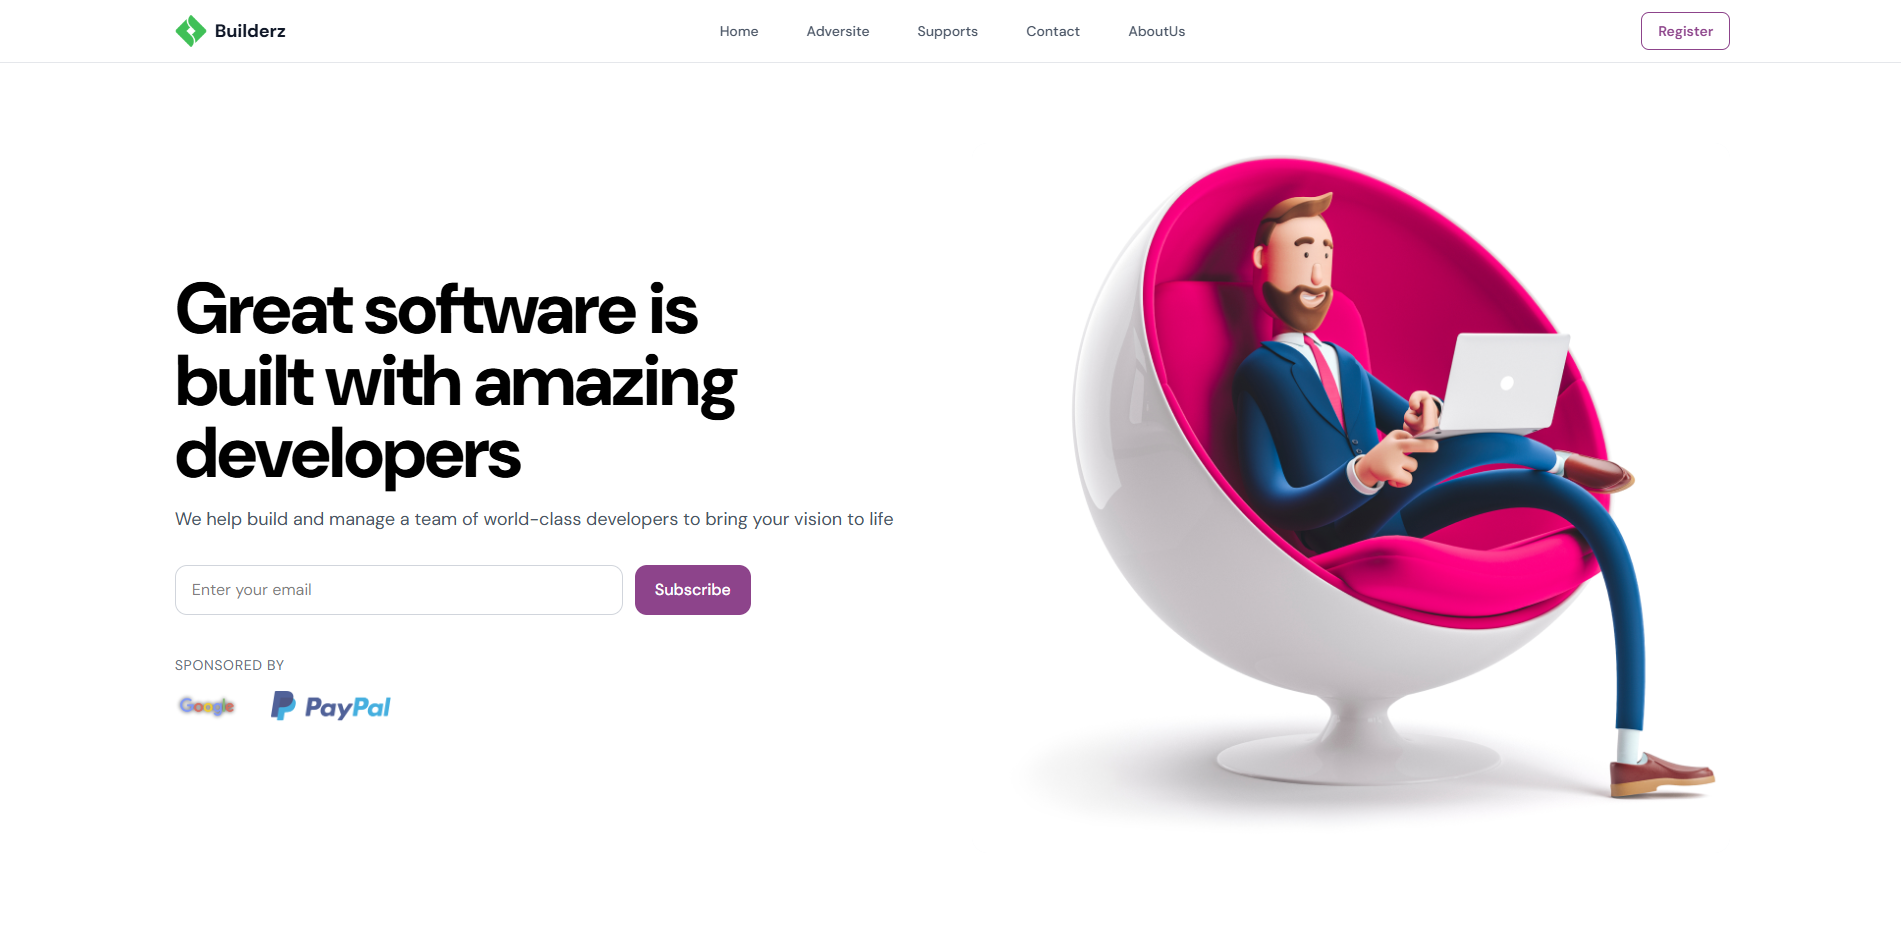 Builderz
Home
Adversite
Supports
Contact
AboutUs
Register
Great software is
built with amazing
developers
We help build and manage a team of world-class developers to bring your vision to life
Enter your email
Subscribe
SPONSORED BY
Google
PayPal